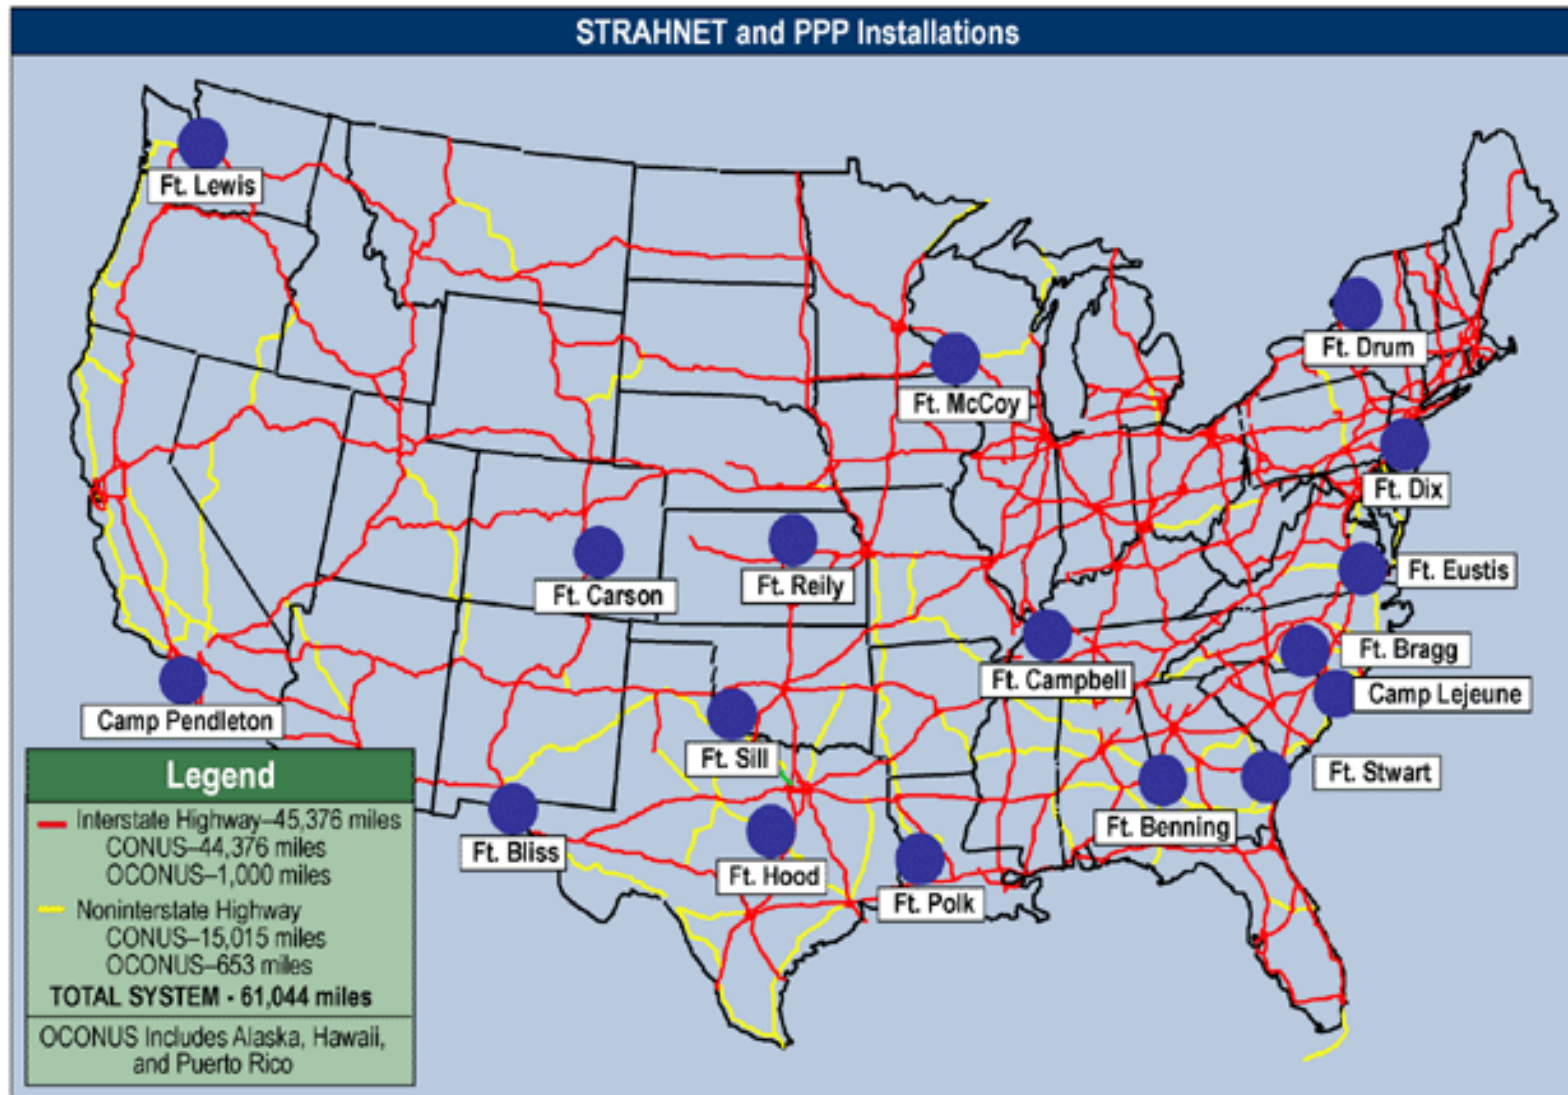 STRAHNET and PPP Installations
Ft. Lewis
Ft. Drum
Ft. McCoy
Ft. Dix
Ft. Eustis
Ft. Carson
Ft. Reily
Ft. Bragg
Ft. Campbell
Camp Lejeune
Camp Pendleton
Ft. Sill
Ft. Stwart
Ft. Benning
Ft. Bliss
Ft. Hood
Ft. Polk
Legend
Interstate Highway–45,376 miles
CONUS–44,376 miles
OCONUS–1,000 miles
Noninterstate Highway
CONUS–15,015 miles
OCONUS–653 miles
TOTAL SYSTEM - 61,044 miles
OCONUS Includes Alaska, Hawaii,
and Puerto Rico